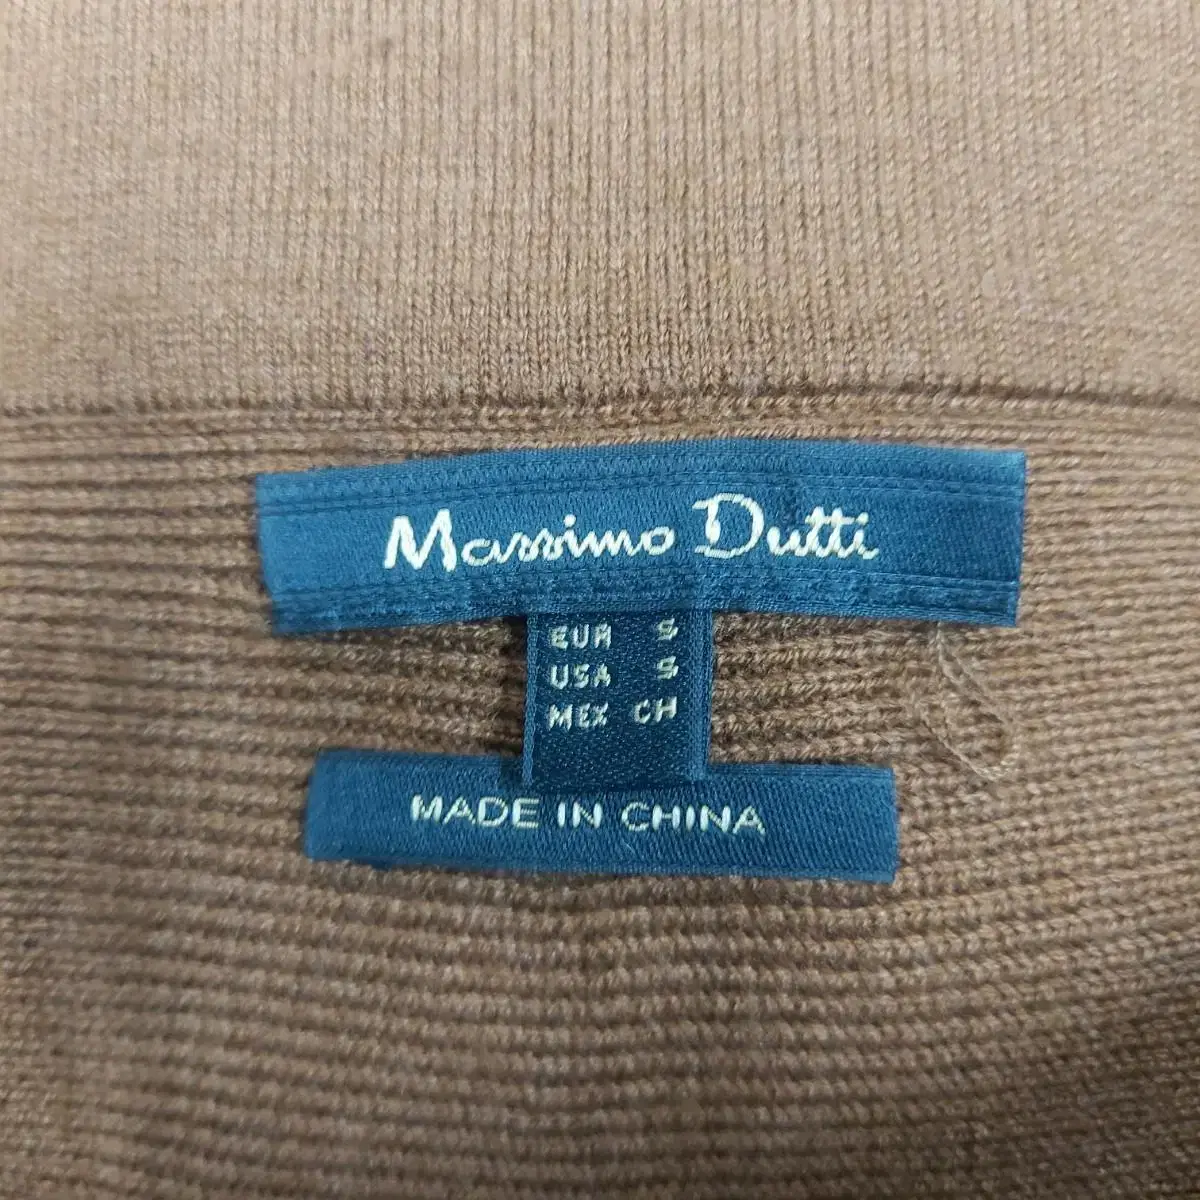 Massimo Dutti
EUR S
USA S
MEX CH
MADE IN CHINA